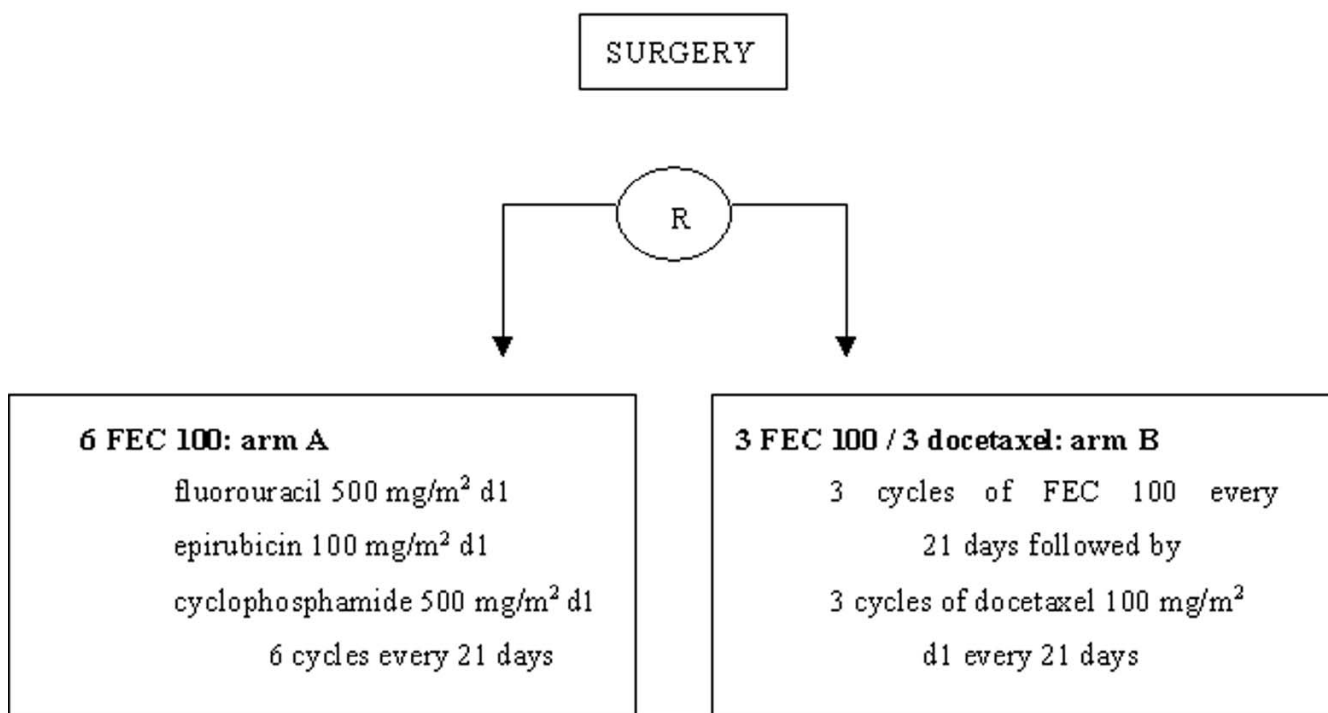 SURGERY
R
6 FEC 100: arm A
fluorouracil 500 mg/m² d1
epirubicin 100 mg/m² d1
cyclophosphamide 500 mg/m² d1
6 cycles every 21 days
3 FEC 100 / 3 docetaxel: arm B
3 cycles of FEC 100 every
21 days followed by
3 cycles of docetaxel 100 mg/m²
d1 every 21 days